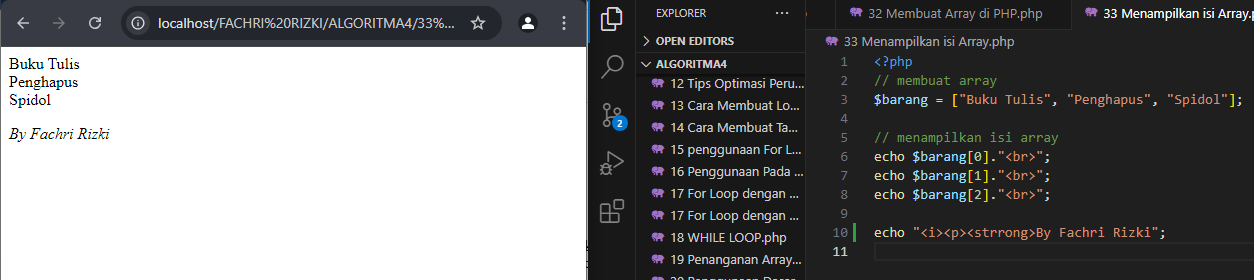 localhost/FACHRI%20RIZKI/ALGORITMA4/33%...
Buku Tulis
Penghapus
Spidol
By Fachri Rizki
2
EXPLORER
OPEN EDITORS
ALGORITMA4
12 Tips Optimasi Peru...
13 Cara Membuat Lo...
14 Cara Membuat Ta...
15 penggunaan For L...
16 Penggunaan Pada ...
17 For Loop dengan ...
17 For Loop dengan ...
18 WHILE LOOP.php
19 Penanganan Array...
32 Membuat Array di PHP.php
33 Menampilkan isi Array.p
33 Menampilkan isi Array.php
1 <?php
2 // membuat array
3 $barang = ["Buku Tulis", "Penghapus", "Spidol"];
4
5 // menampilkan isi array
6 echo $barang[0]."<br>";
7 echo $barang[1]."<br>";
8 echo $barang[2]."<br>";
9
10 echo "<i><p><strrong>By Fachri Rizki";
11